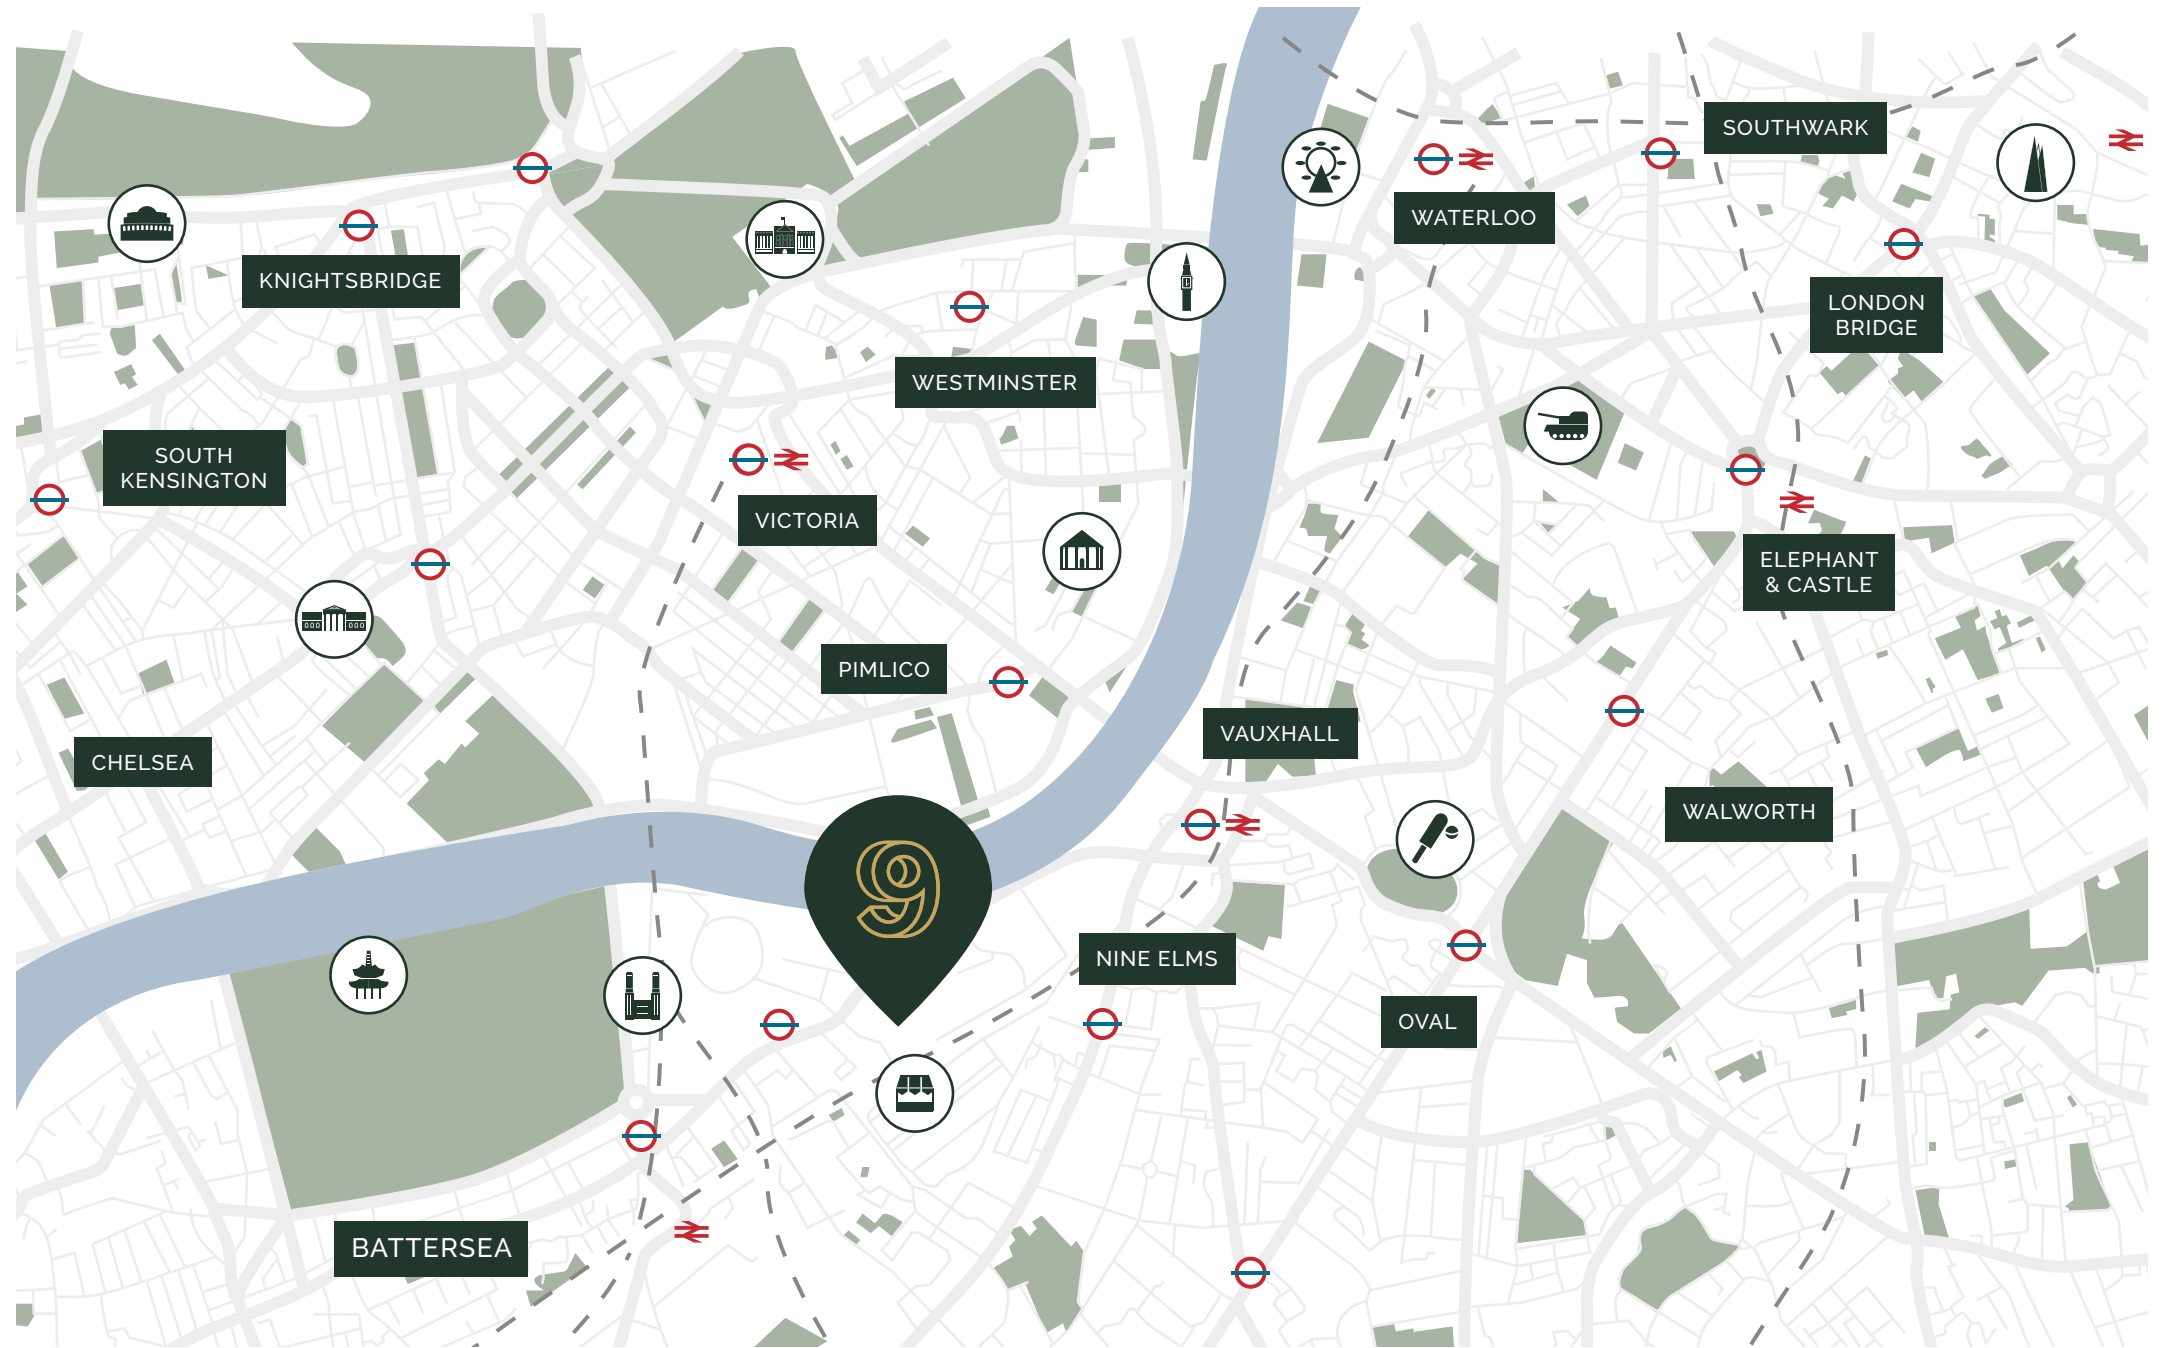 SOUTHWARK
WATERLOO
KNIGHTSBRIDGE
LONDON
BRIDGE
WESTMINSTER
SOUTH
KENSINGTON
VICTORIA
ELEPHANT
& CASTLE
PIMLICO
VAUXHALL
CHELSEA
WALWORTH
9
NINE ELMS
OVAL
BATTERSEA